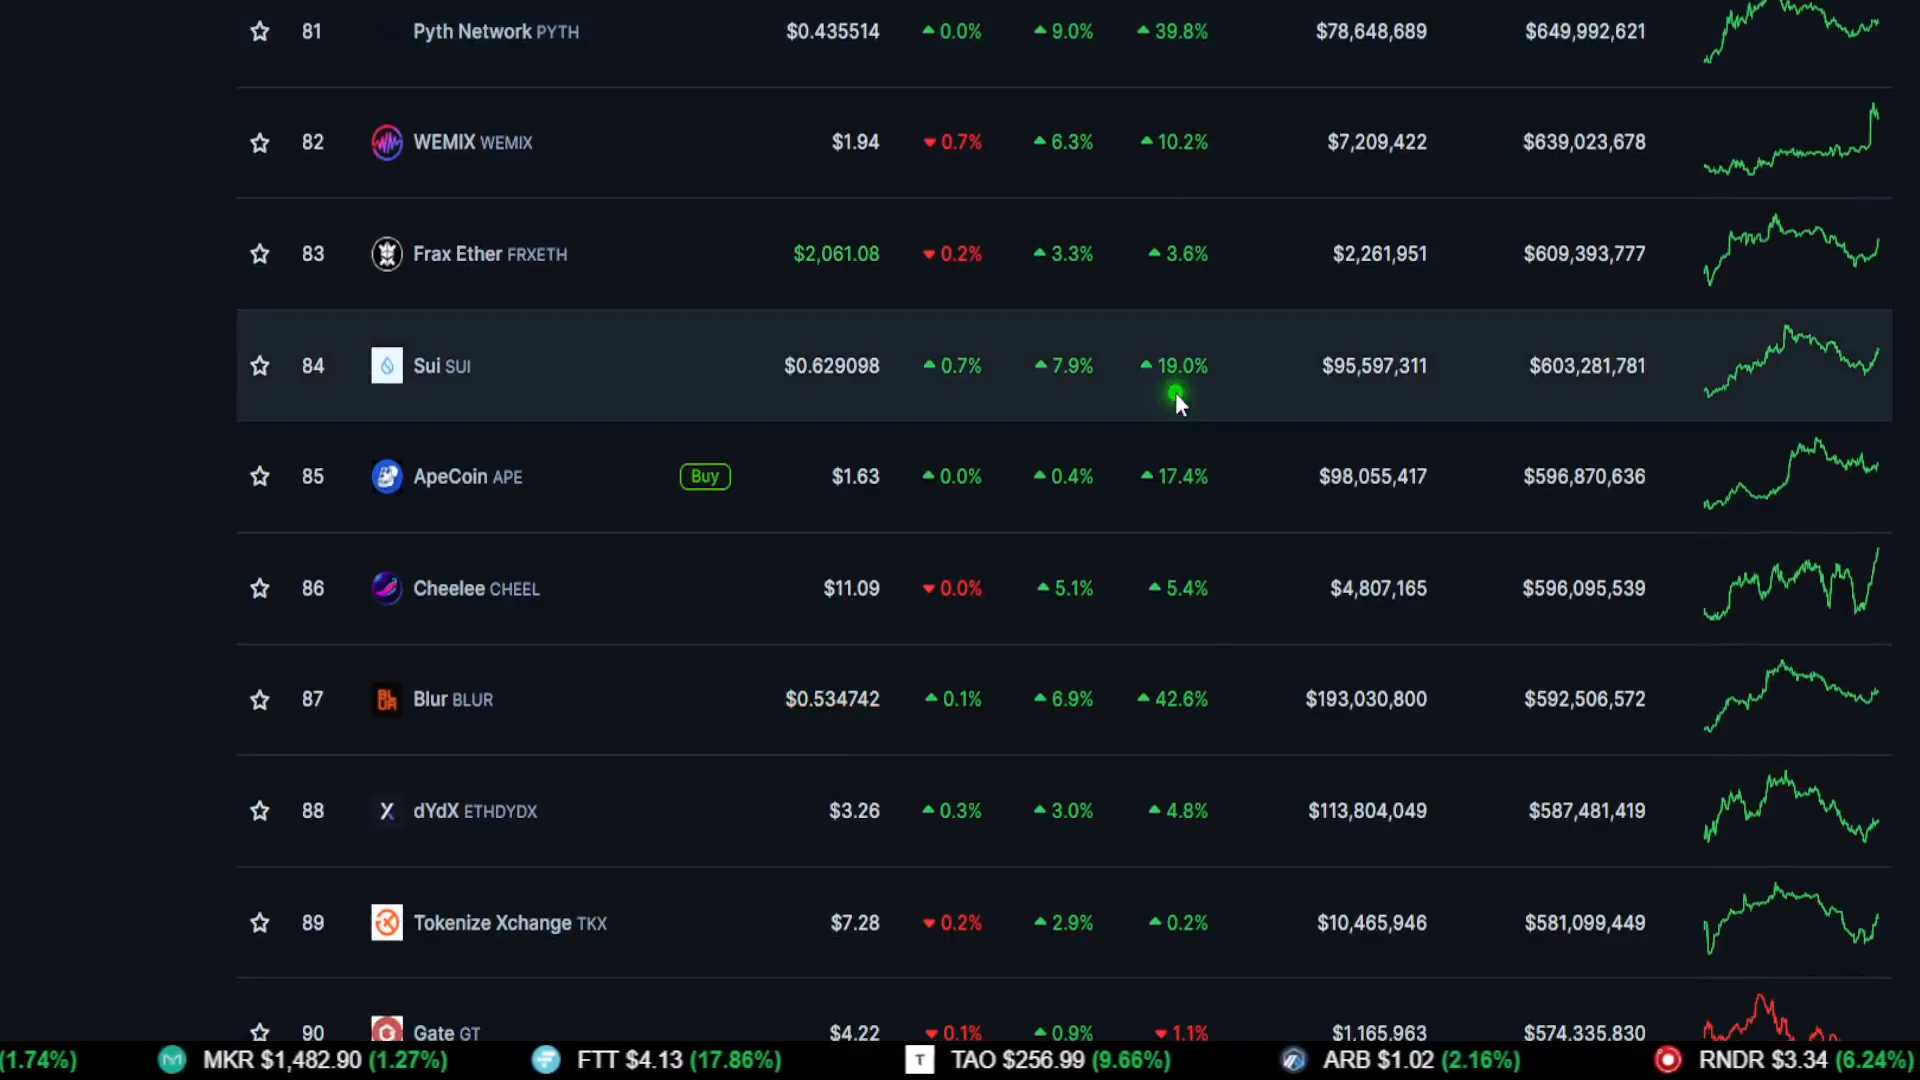 81 Pyth Network PYTH $0.435514 0.0% 9.0% 39.8% $78,648,689 $649,992,621
82 WEMIX WEMIX $1.94 0.7% 6.3% 10.2% $7,209,422 $639,023,678
83 Frax Ether FRXETH $2,061.08 0.2% 3.3% 3.6% $2,261,951 $609,393,777
84 Sui SUI $0.629098 0.7% 7.9% 19.0% $95,597,311 $603,281,781
85 ApeCoin APE Buy $1.63 0.0% 0.4% 17.4% $98,055,417 $596,870,636
86 Cheelee CHEEL $11.09 0.0% 5.1% 5.4% $4,807,165 $596,095,539
87 Blur BLUR $0.534742 0.1% 6.9% 42.6% $193,030,800 $592,506,572
88 dYdX ETHDYDX $3.26 0.3% 3.0% 4.8% $113,804,049 $587,481,419
89 Tokenize Xchange TKX $7.28 0.2% 2.9% 0.2% $10,465,946 $581,099,449
90 Gate GT $4.22 0.1% 0.9% 1.1% $1,165,963 $574,335,830
(1.74%) MKR $1,482.90 (1.27%) FTT $4.13 (17.86%) T TAO $256.99 (9.66%) ARB $1.02 (2.16%) RNDR $3.34 (6.24%)